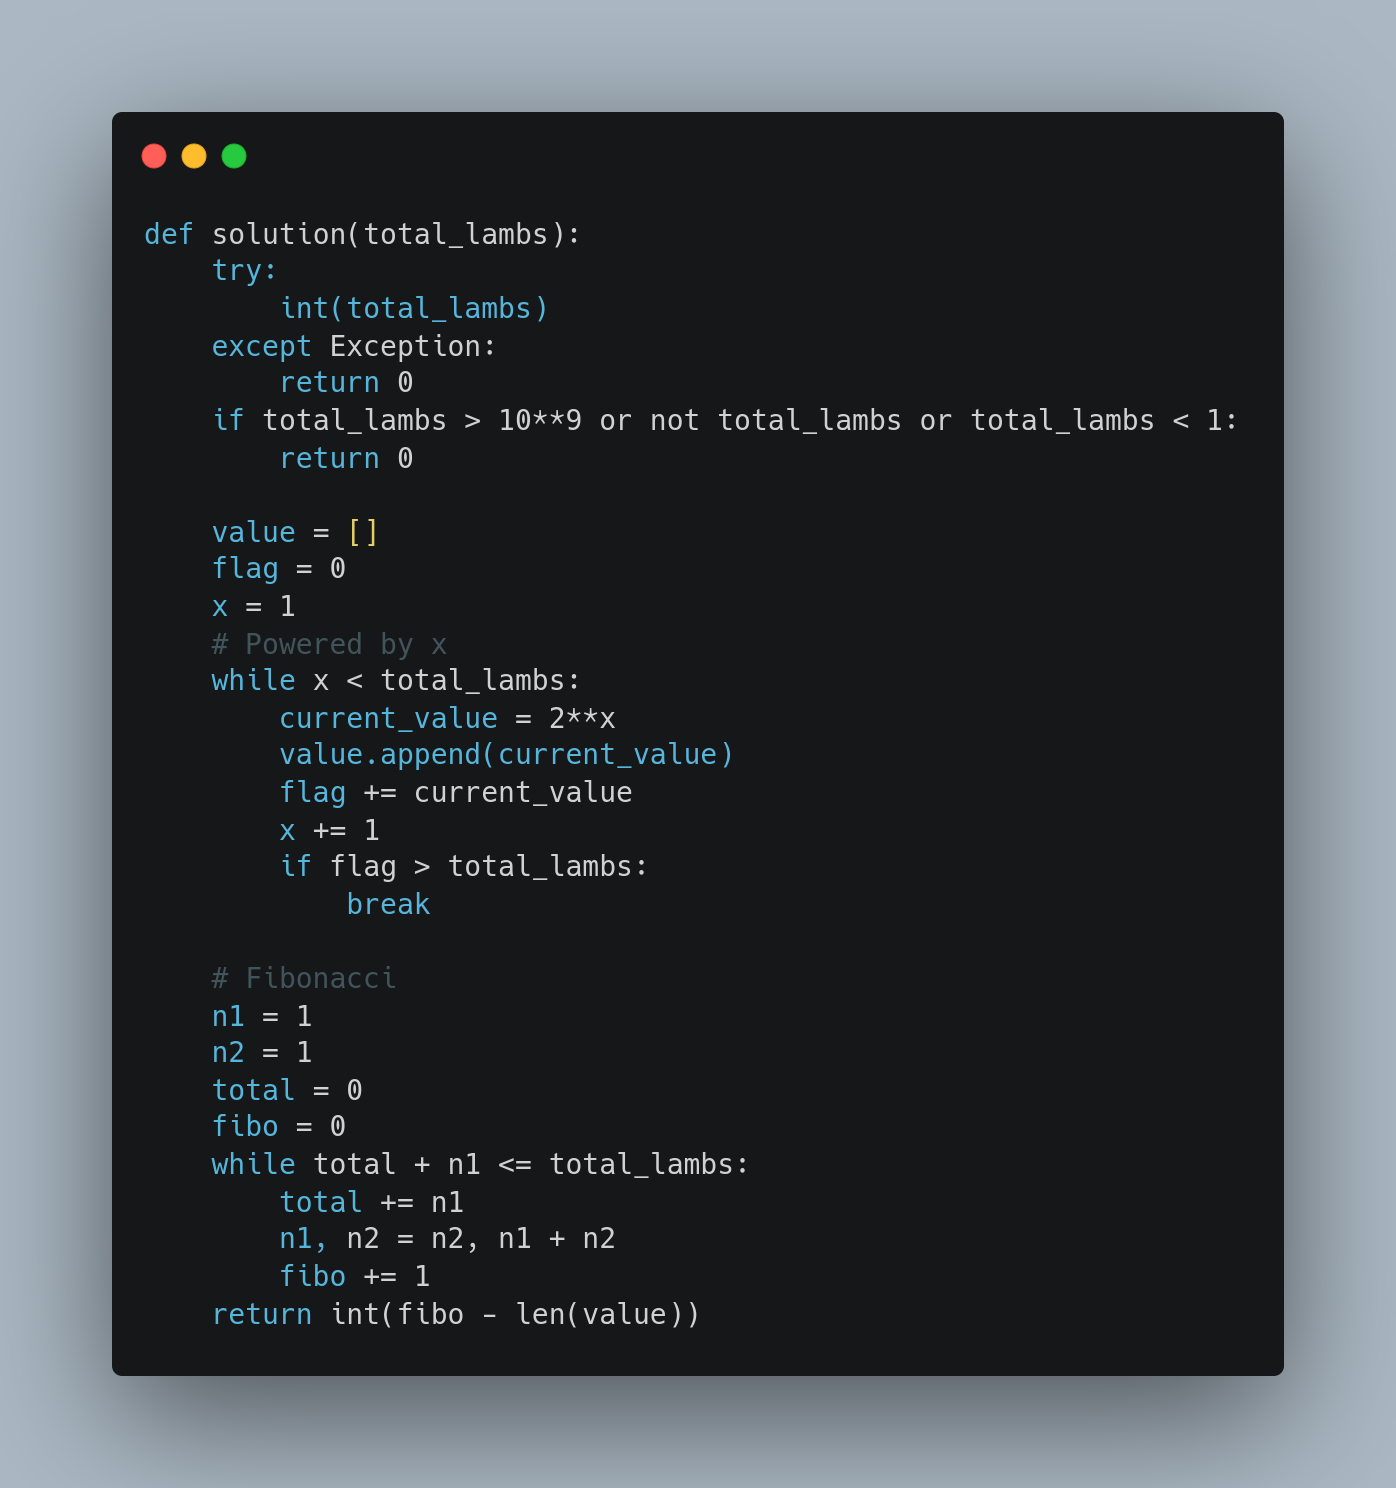 def solution(total_lambs):
    try:
        int(total_lambs)
    except Exception:
        return 0
    if total_lambs > 10**9 or not total_lambs or total_lambs < 1:
        return 0

    value = []
    flag = 0
    x = 1
    # Powered by x
    while x < total_lambs:
        current_value = 2**x
        value.append(current_value)
        flag += current_value
        x += 1
        if flag > total_lambs:
            break

    # Fibonacci
    n1 = 1
    n2 = 1
    total = 0
    fibo = 0
    while total + n1 <= total_lambs:
        total += n1
        n1, n2 = n2, n1 + n2
        fibo += 1
    return int(fibo - len(value))